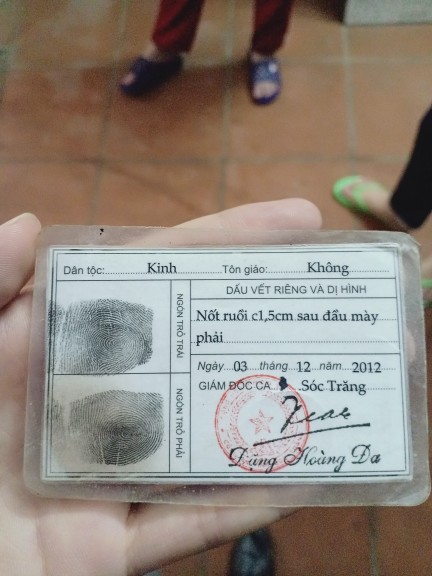 Dân tộc: Kinh Tôn giáo: Không
NGÓN TRỎ TRÁI
NGÓN TRỎ PHẢI
DẤU VẾT RIÊNG VÀ DỊ HÌNH
Nốt ruồi c1,5cm sau đầu mày
phải
Ngày 03 tháng 12 năm 2012
GIÁM ĐỐC CA Sóc Trăng
Dũng Hoàng Da